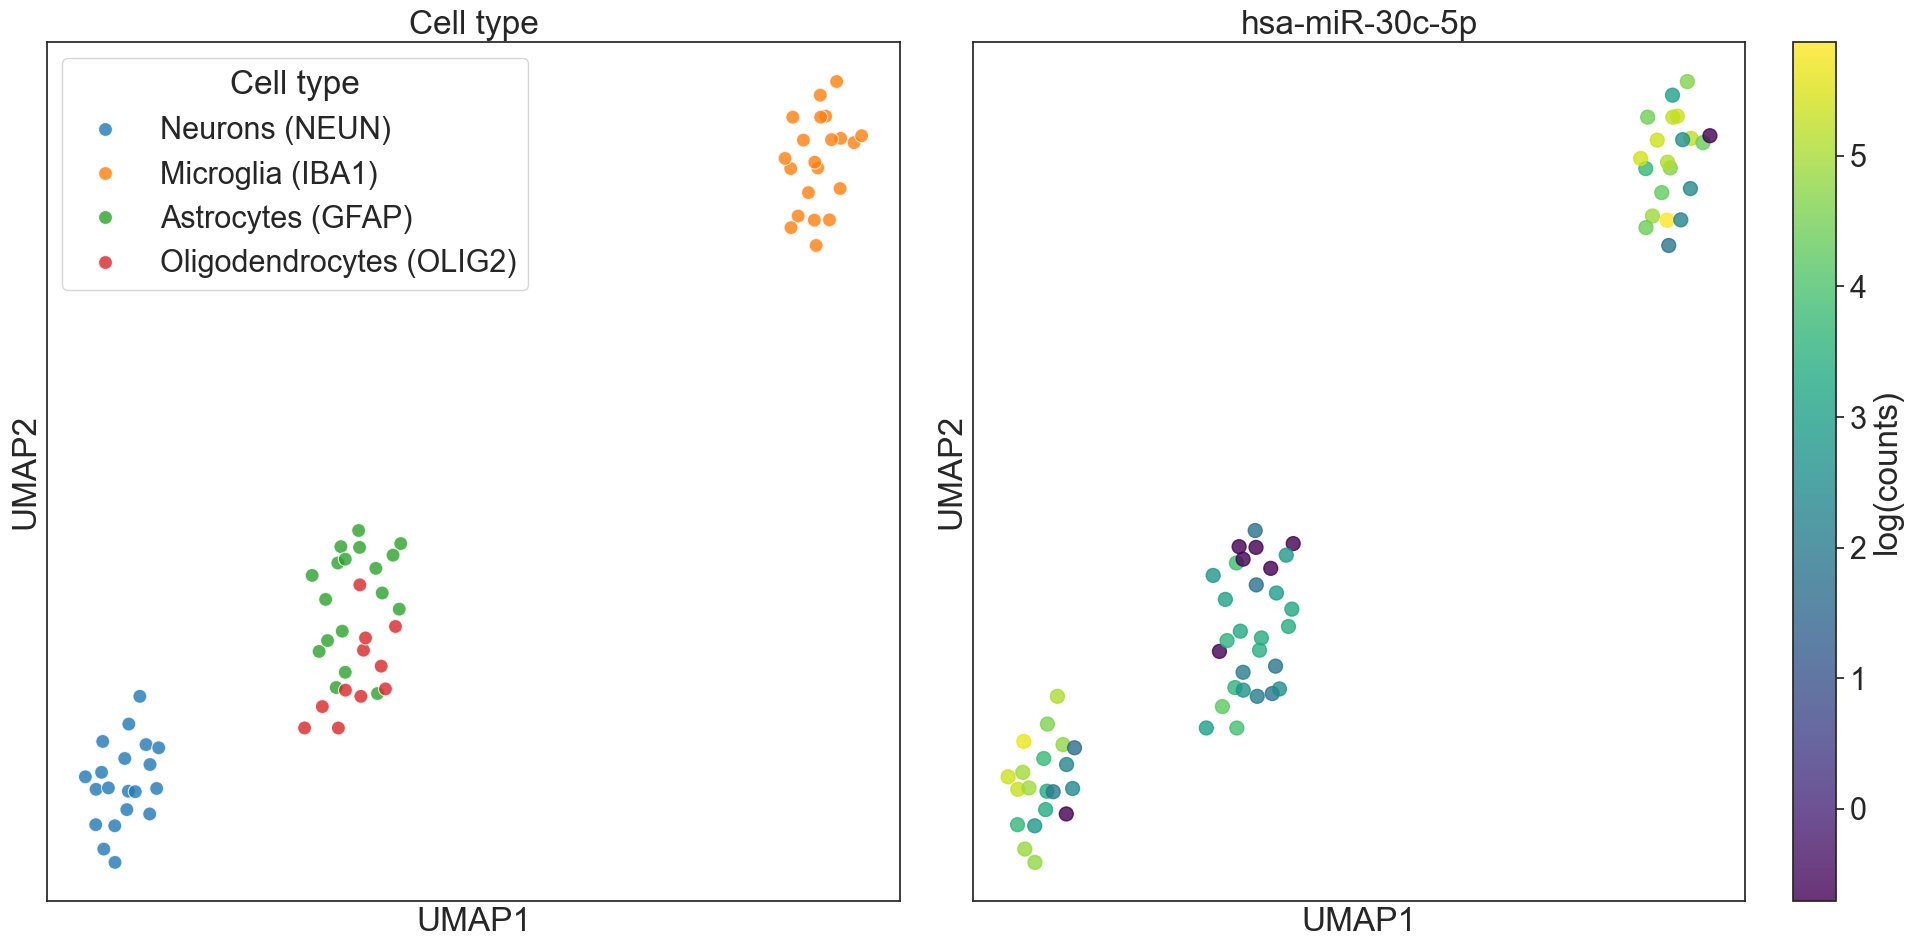 Cell type
Cell type
Neurons (NEUN)
Microglia (IBA1)
Astrocytes (GFAP)
Oligodendrocytes (OLIG2)
UMAP2
UMAP1
hsa-miR-30c-5p
UMAP2
UMAP1
5
4
3
2
1
0
log(counts)